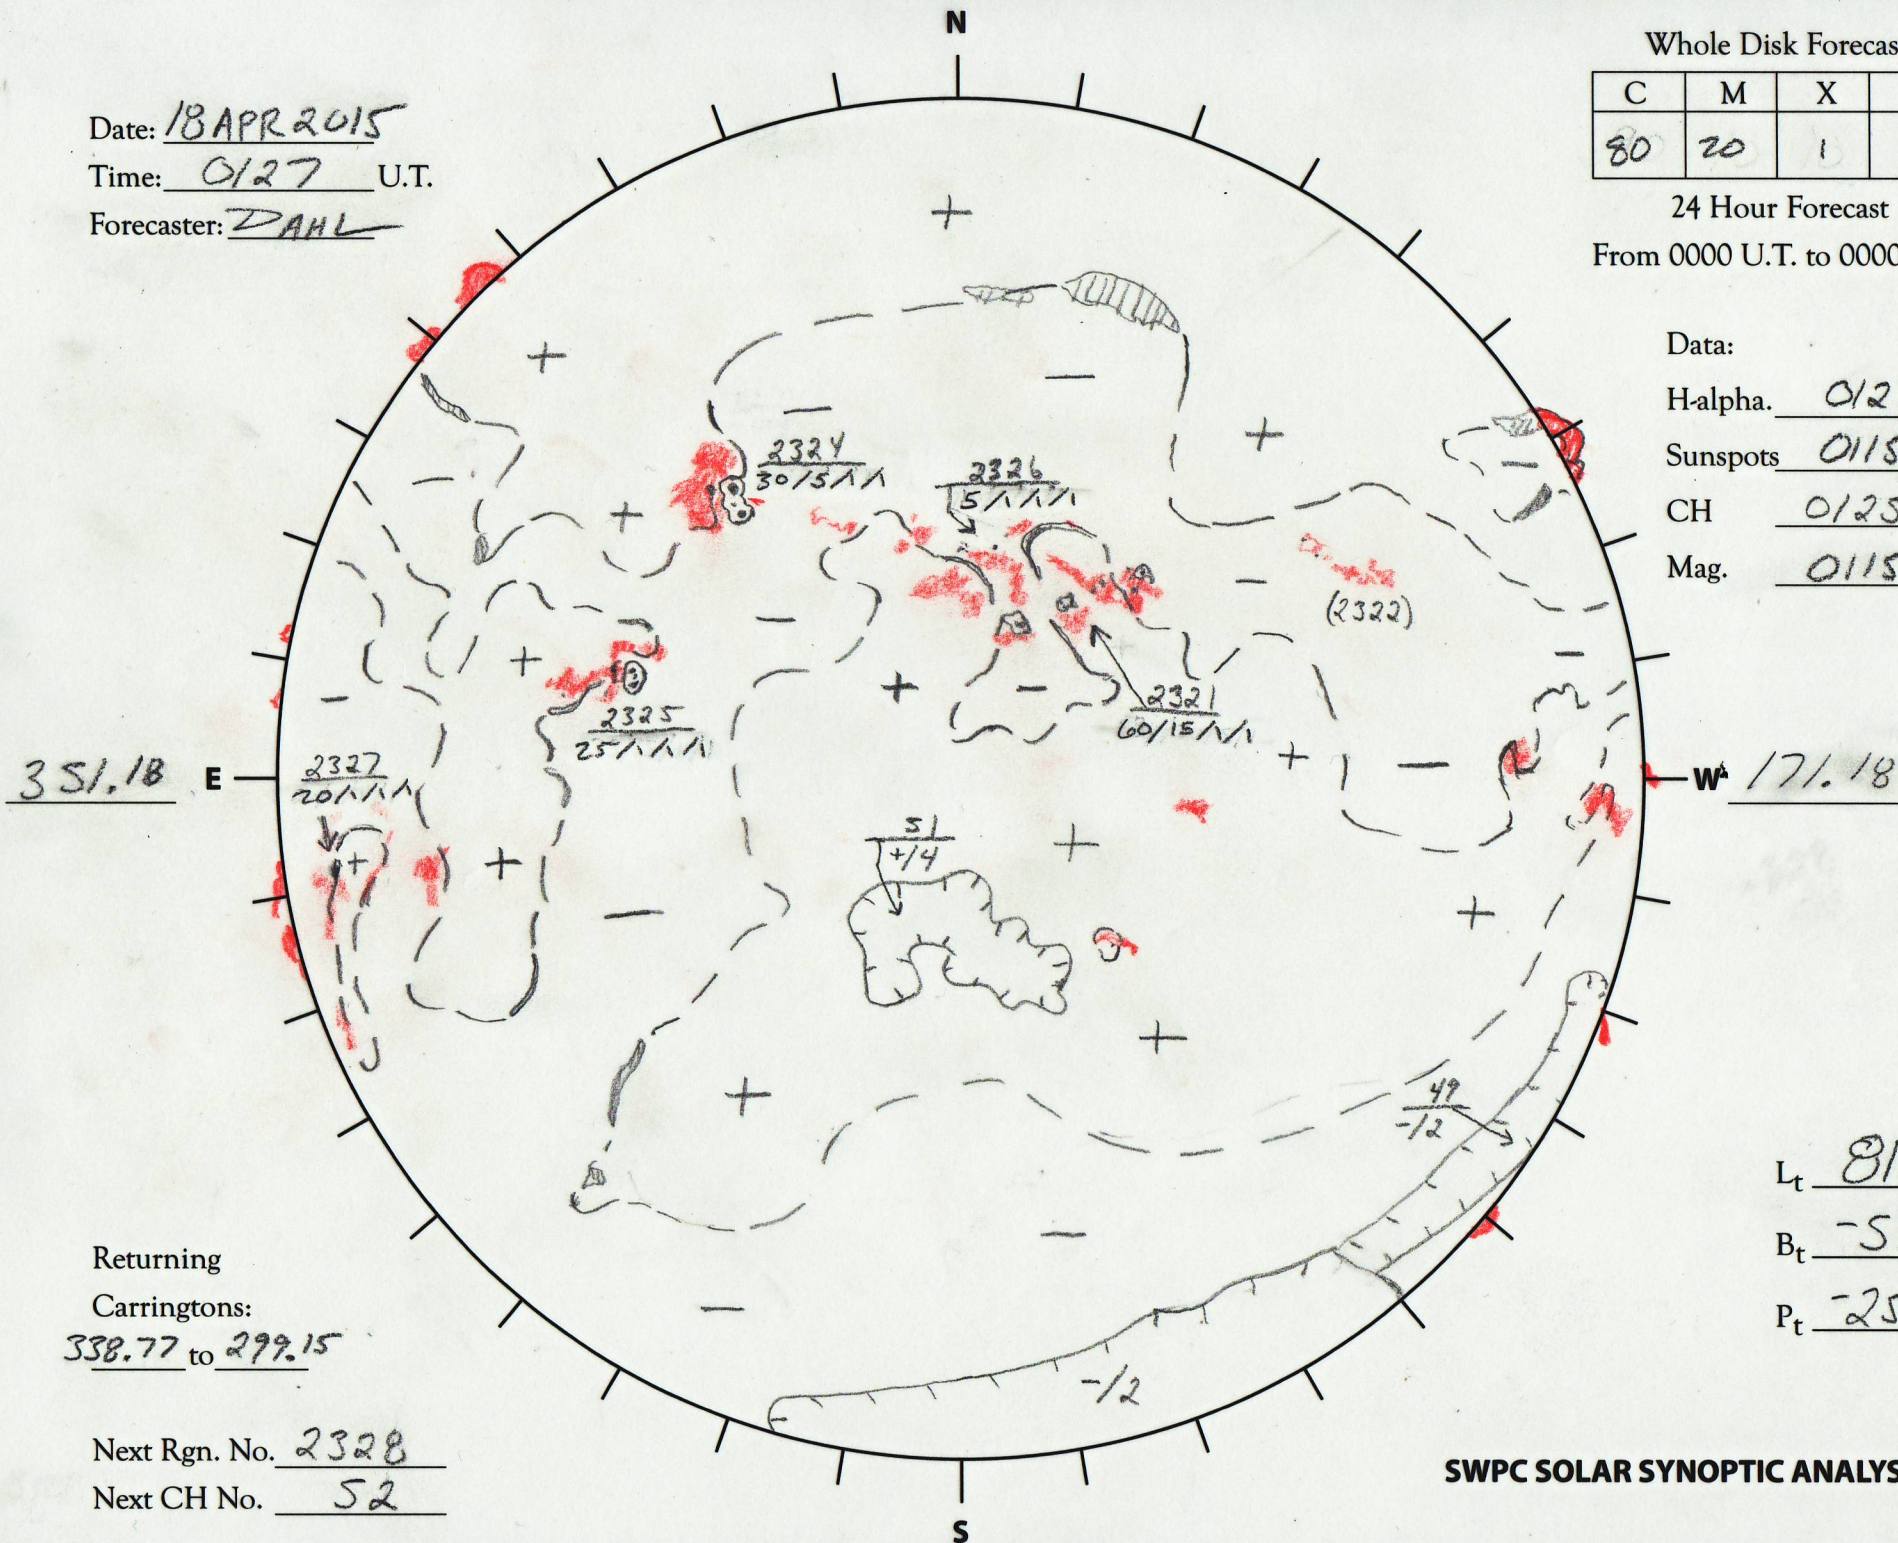 N
Whole Disk Forecas
C M X
80 20 1
24 Hour Forecast
From 0000 U.T. to 0000
Date: 18 APR 2015
Time: 0127 U.T.
Forecaster: DAHL
Data:
H-alpha. 012
Sunspots 0115
CH 0125
Mag. 0115
2324
30/5/\/\
2326
5/\/\/\
(2322)
2325
25/\/\/\
2321
60/15/\/\
351.18 E
W 171.18
2327
20/\/\/\
51
+/4
49
-/2
-/2
Lt 81
Bt -5
Pt -25
Returning
Carringtons:
338.77 to 299.15
Next Rgn. No. 2328
Next CH No. 52
SWPC SOLAR SYNOPTIC ANALYS
S